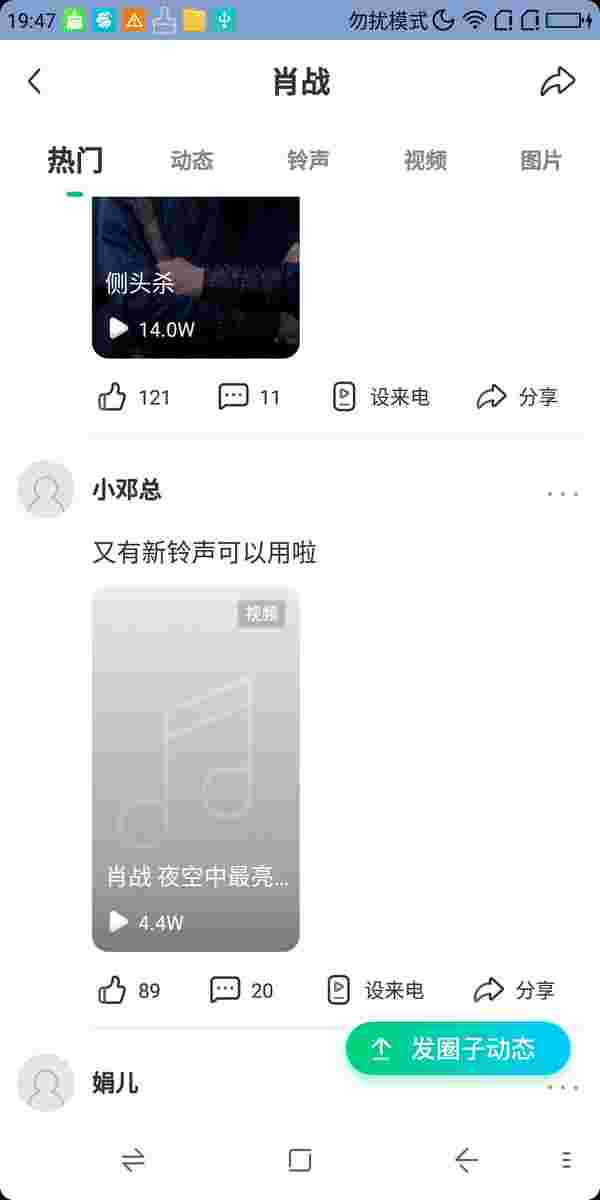 19:47
勿扰模式
肖战
热门 动态 铃声 视频 图片
侧头杀
14.0W
121 11 设来电 分享
小邓总
又有新铃声可以用啦
视频
肖战 夜空中最亮...
4.4W
89 20 设来电 分享
发圈子动态
娟儿